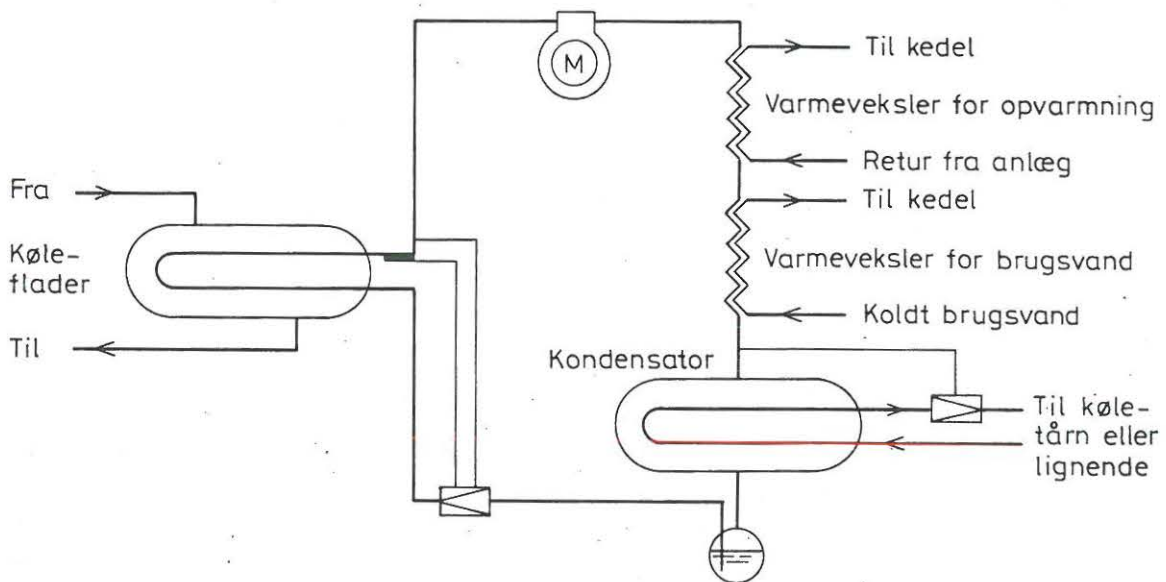 M
Til kedel
Varmeveksler for opvarmning
Retur fra anlæg
Til kedel
Varmeveksler for brugsvand
Koldt brugsvand
Fra
Køle-
flader
Til
Kondensator
Til køle-
tårn eller
lignende